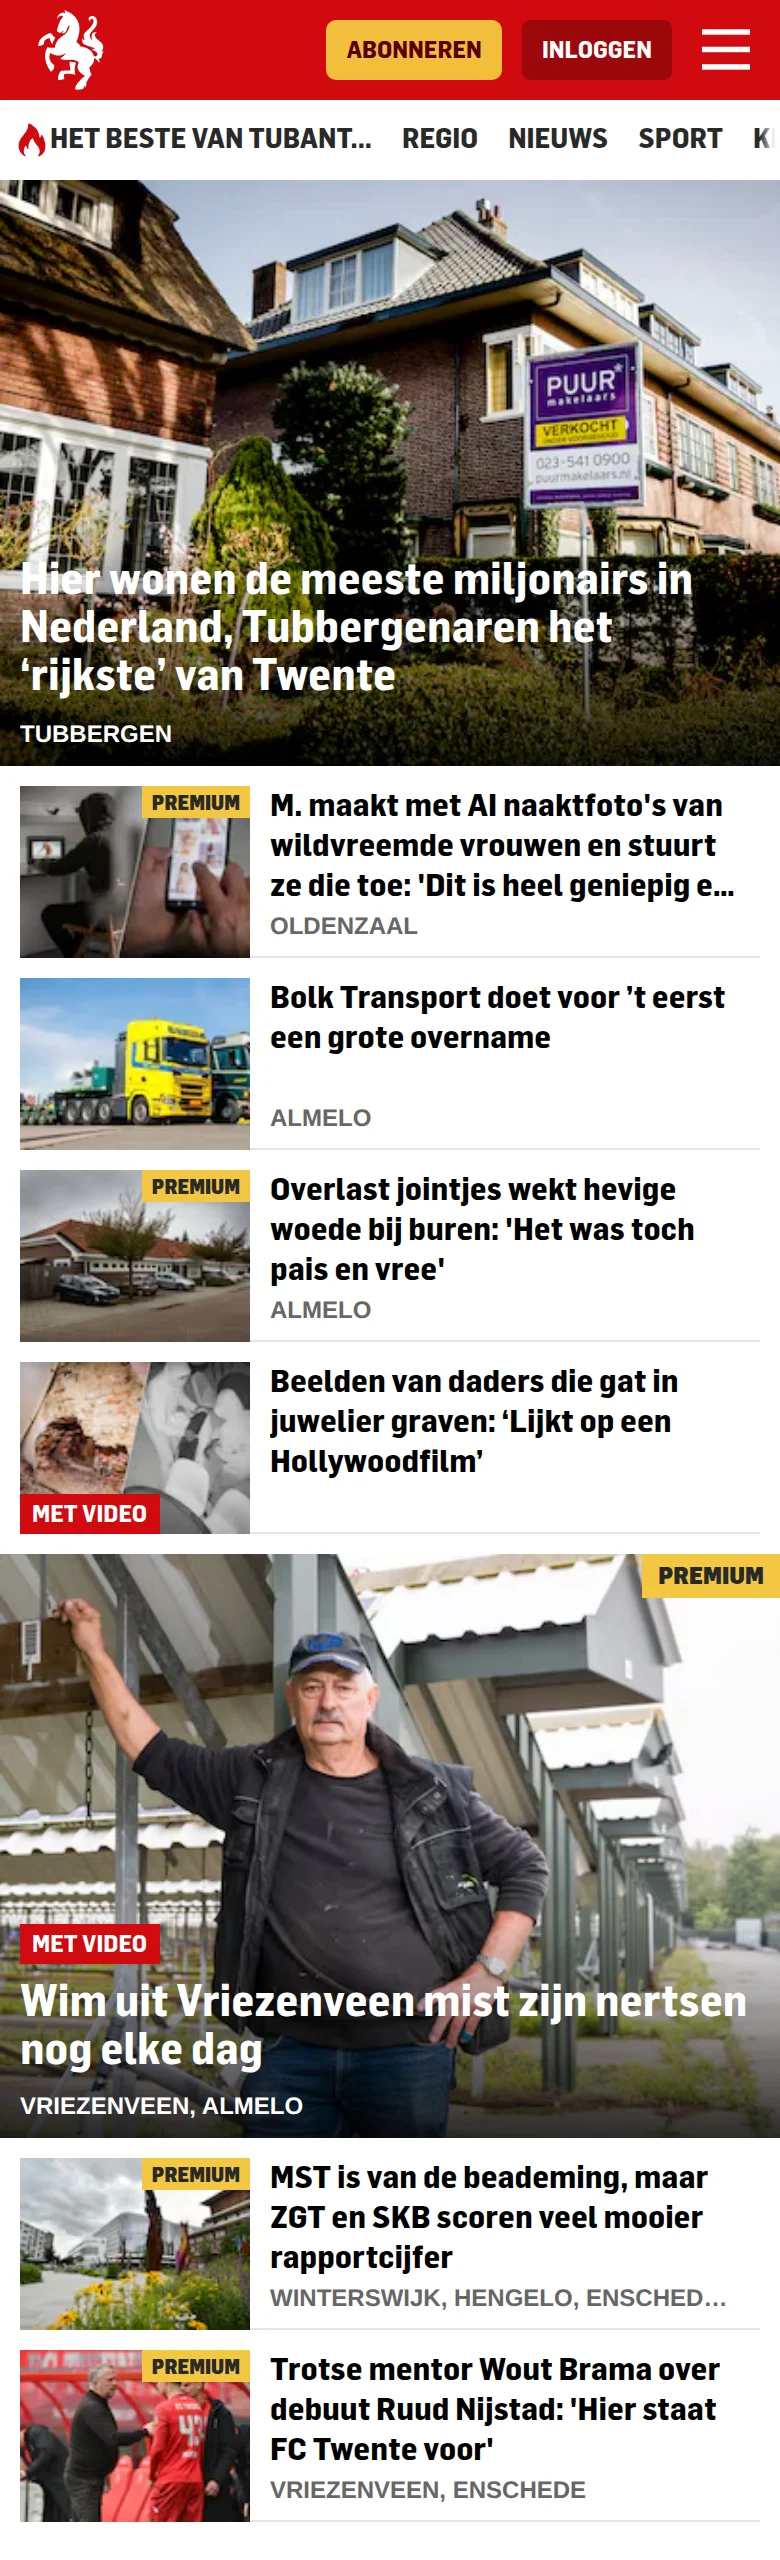 ABONNEREN
INLOGGEN
HET BESTE VAN TUBANT...
REGIO
NIEUWS
SPORT
PUUR
makelaars
VERKOCHT
ONDER VOORBEHOUD
023-541 0900
puurmakelaars.nl
Hier wonen de meeste miljonairs in
Nederland, Tubbergenaren het
‘rijkste’ van Twente
TUBBERGEN
PREMIUM
M. maakt met AI naaktfoto's van
wildvreemde vrouwen en stuurt
ze die toe: 'Dit is heel geniepig e...
OLDENZAAL
Bolk Transport doet voor ’t eerst
een grote overname
ALMELO
PREMIUM
Overlast jointjes wekt hevige
woede bij buren: 'Het was toch
pais en vree'
ALMELO
Beelden van daders die gat in
juwelier graven: ‘Lijkt op een
Hollywoodfilm’
MET VIDEO
PREMIUM
MET VIDEO
Wim uit Vriezenveen mist zijn nertsen
nog elke dag
VRIEZENVEEN, ALMELO
PREMIUM
MST is van de beademing, maar
ZGT en SKB scoren veel mooier
rapportcijfer
WINTERSWIJK, HENGELO, ENSCHED...
PREMIUM
Trotse mentor Wout Brama over
debuut Ruud Nijstad: 'Hier staat
FC Twente voor'
VRIEZENVEEN, ENSCHEDE